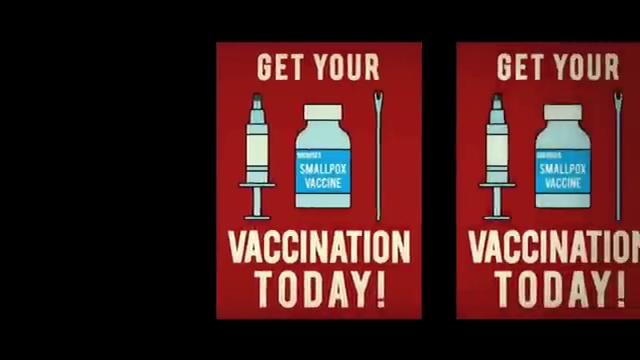 GET YOUR
SMALLPOX
VACCINE
VACCINATION
TODAY!
GET YOUR
SMALLPOX
VACCINE
VACCINATION
TODAY!